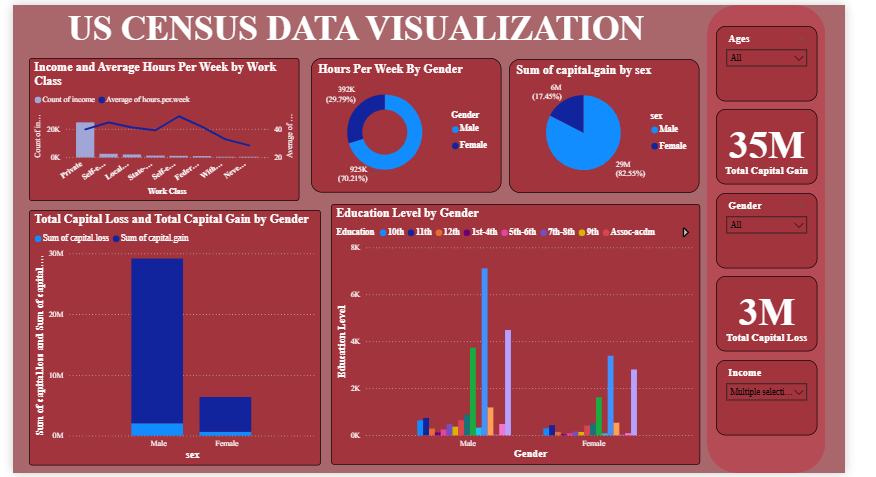 US CENSUS DATA VISUALIZATION
Income and Average Hours Per Week by Work
Class
Count of income Average of hours.per.week
Count of in...
20K
0K
40
20
Average of ...
Private
Self-e...
Local...
State-...
Self-e...
Feder...
With...
Neve...
Work Class
Hours Per Week By Gender
392K
(29.79%)
925K
(70.21%)
Gender
Male
Female
Sum of capital.gain by sex
6M
(17.45%)
29M
(82.55%)
sex
Male
Female
Ages
All
35M
Total Capital Gain
Gender
All
3M
Total Capital Loss
Income
Multiple selecti...
Total Capital Loss and Total Capital Gain by Gender
Sum of capital.loss Sum of capital.gain
Sum of capital.loss and Sum of capital....
30M
20M
10M
0M
Male
Female
sex
Education Level by Gender
Education 10th 11th 12th 1st-4th 5th-6th 7th-8th 9th Assoc-acdm
Education Level
8K
6K
4K
2K
0K
Male
Female
Gender